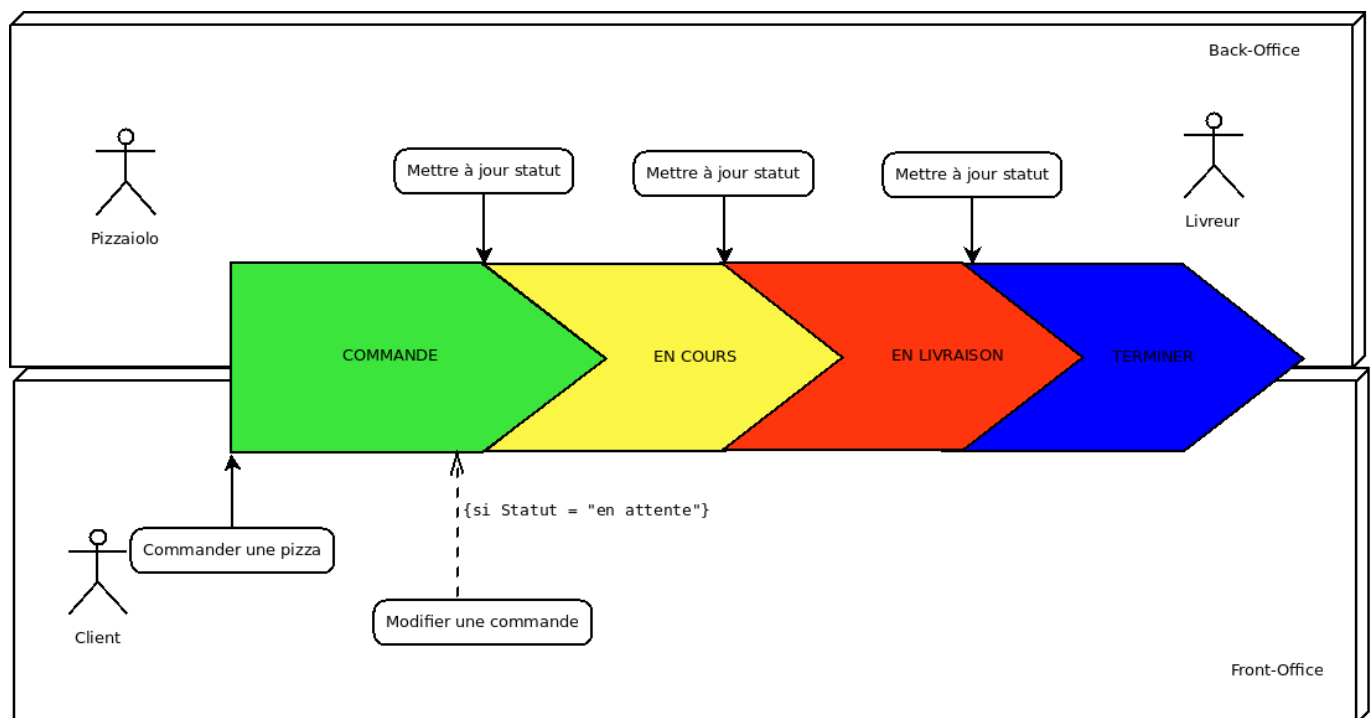 Back-Office
Mettre à jour statut
Mettre à jour statut
Mettre à jour statut
Pizzaiolo
Livreur
COMMANDE
EN COURS
EN LIVRAISON
TERMINER
{si Statut = "en attente"}
Commander une pizza
Modifier une commande
Client
Front-Office